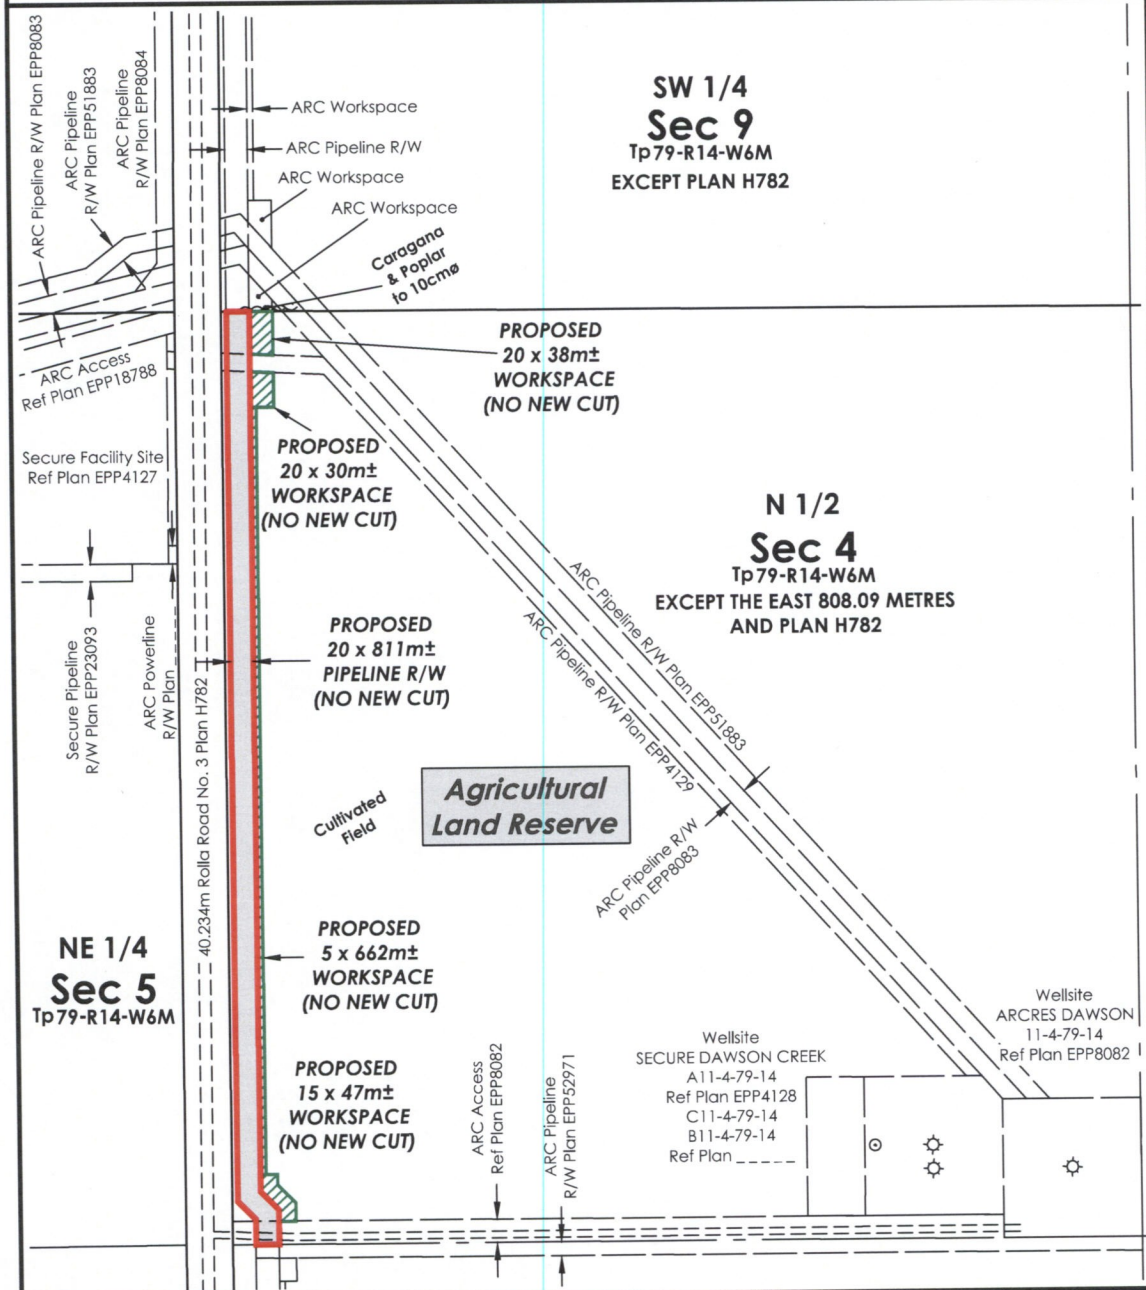 ARC Pipeline R/W Plan EPP8083
ARC Pipeline
R/W Plan EPP51883
ARC Pipeline
R/W Plan EPP8084
ARC Workspace
ARC Pipeline R/W
ARC Workspace
ARC Workspace
Caragana
& Poplar
to 10cmø
SW 1/4
Sec 9
Tp79-R14-W6M
EXCEPT PLAN H782
ARC Access
Ref Plan EPP18788
PROPOSED
20 x 38m±
WORKSPACE
(NO NEW CUT)
Secure Facility Site
Ref Plan EPP4127
PROPOSED
20 x 30m±
WORKSPACE
(NO NEW CUT)
N 1/2
Sec 4
Tp79-R14-W6M
EXCEPT THE EAST 808.09 METRES
AND PLAN H782
Secure Pipeline
R/W Plan EPP23093
ARC Powerline
R/W Plan _ _ _ _ _
40.234m Rolla Road No. 3 Plan H782
PROPOSED
20 x 811m±
PIPELINE R/W
(NO NEW CUT)
ARC Pipeline R/W Plan EPP51883
ARC Pipeline R/W Plan EPP4129
Agricultural
Land Reserve
Cultivated
Field
ARC Pipeline R/W
Plan EPP8083
NE 1/4
Sec 5
Tp79-R14-W6M
PROPOSED
5 x 662m±
WORKSPACE
(NO NEW CUT)
PROPOSED
15 x 47m±
WORKSPACE
(NO NEW CUT)
ARC Access
Ref Plan EPP8082
ARC Pipeline
R/W Plan EPP52971
Wellsite
SECURE DAWSON CREEK
A11-4-79-14
Ref Plan EPP4128
C11-4-79-14
B11-4-79-14
Ref Plan _ _ _ _ _
Wellsite
ARCRES DAWSON
11-4-79-14
Ref Plan EPP8082